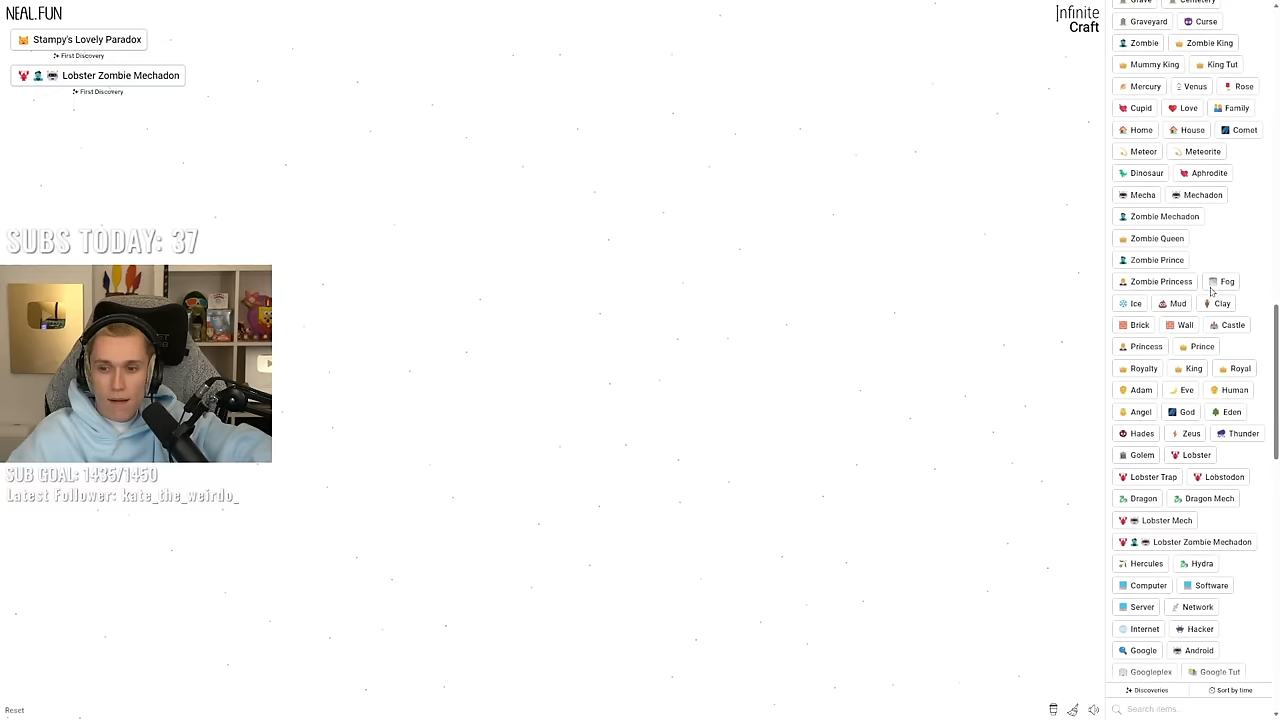 NEAL.FUN
Infinite
Craft
Stampy's Lovely Paradox
First Discovery
Lobster Zombie Mechadon
First Discovery
SUBS TODAY: 37
SUB GOAL: 1435/1450
Latest Follower: kate_the_weirdo_
Reset
Grave Cemetery
Graveyard Curse
Zombie Zombie King
Mummy King King Tut
Mercury Venus Rose
Cupid Love Family
Home House Comet
Meteor Meteorite
Dinosaur Aphrodite
Mecha Mechadon
Zombie Mechadon
Zombie Queen
Zombie Prince
Zombie Princess Fog
Ice Mud Clay
Brick Wall Castle
Princess Prince
Royalty King Royal
Adam Eve Human
Angel God Eden
Hades Zeus Thunder
Golem Lobster
Lobster Trap Lobstodon
Dragon Dragon Mech
Lobster Mech
Lobster Zombie Mechadon
Hercules Hydra
Computer Software
Server Network
Internet Hacker
Google Android
Googleplex Google Tut
Discoveries Sort by time
Search items...